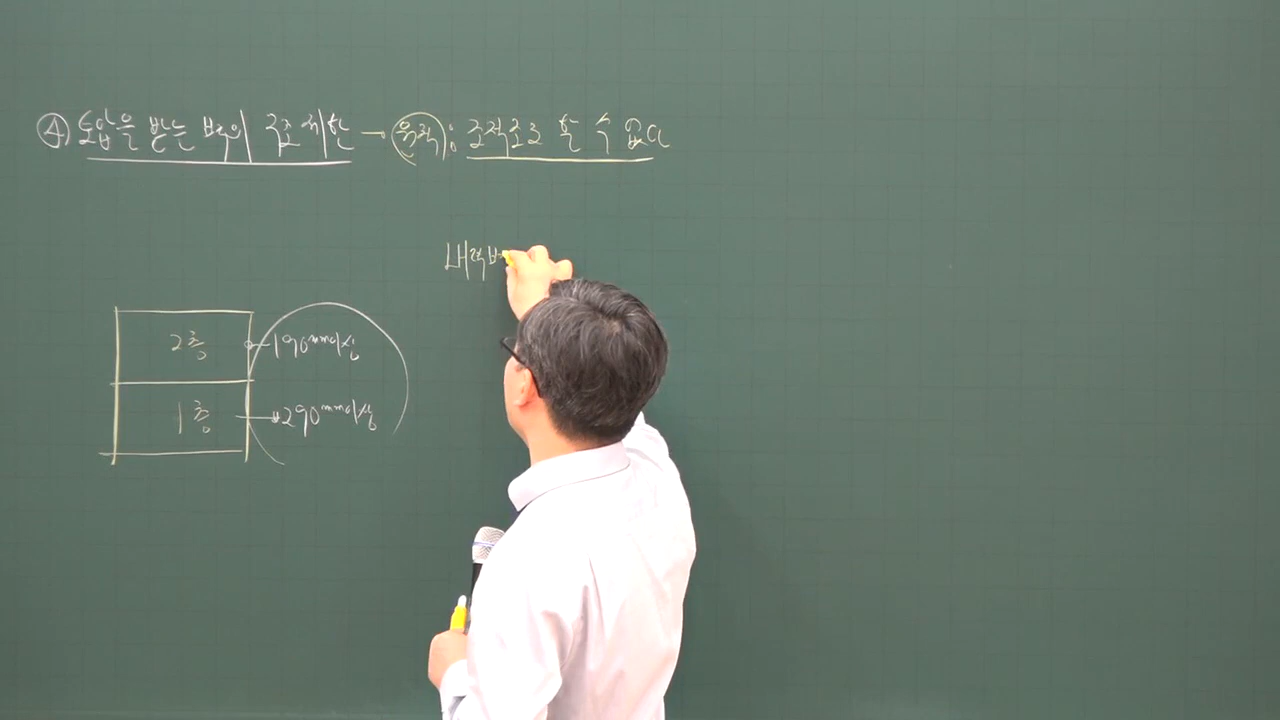 ④ 토압을 받는 벽의 구조제한 → 원칙: 조적조로 할 수 없다
내력벽
2층 190mm이상
1층 290mm이상